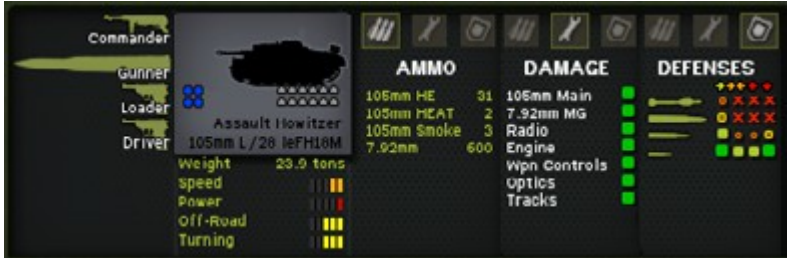 Commander
Gunner
Loader
Driver
Assault Howitzer
105mm L/28 leFH18M
Weight 23.9 tons
Speed
Power
Off-Road
Turning
AMMO
105mm HE 31
105mm HEAT 2
105mm Smoke 3
7.92mm 600
DAMAGE
105mm Main
7.92mm MG
Radio
Engine
Wpn Controls
Optics
Tracks
DEFENSES